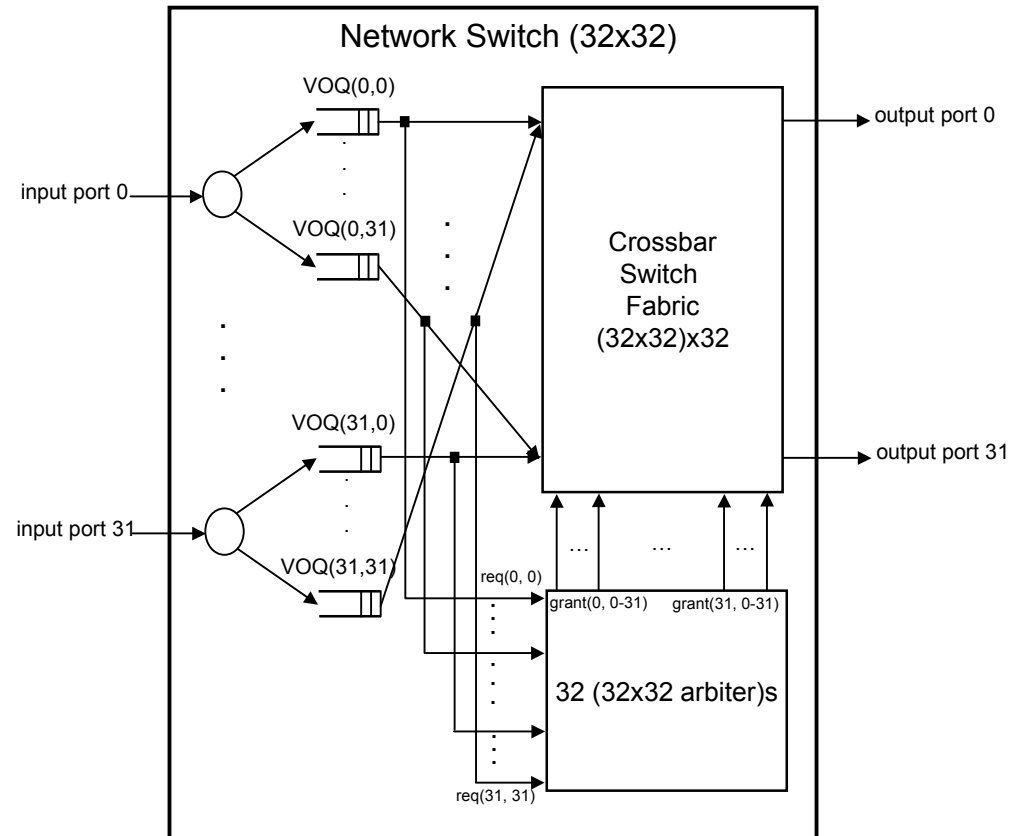 Network Switch (32x32)
VOQ(0,0)
output port 0
input port 0
VOQ(0,31)
Crossbar
Switch
Fabric
(32x32)x32
VOQ(31,0)
output port 31
input port 31
VOQ(31,31)
... ... ...
req(0, 0)
grant(0, 0-31) grant(31, 0-31)
32 (32x32 arbiter)s
req(31, 31)